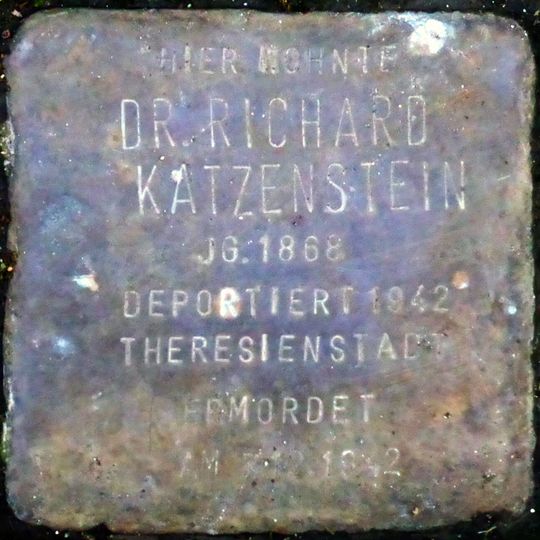 HIER WOHNTE
DR. RICHARD
KATZENSTEIN
JG. 1868
DEPORTIERT 1942
THERESIENSTADT
ERMORDET
AM 1942